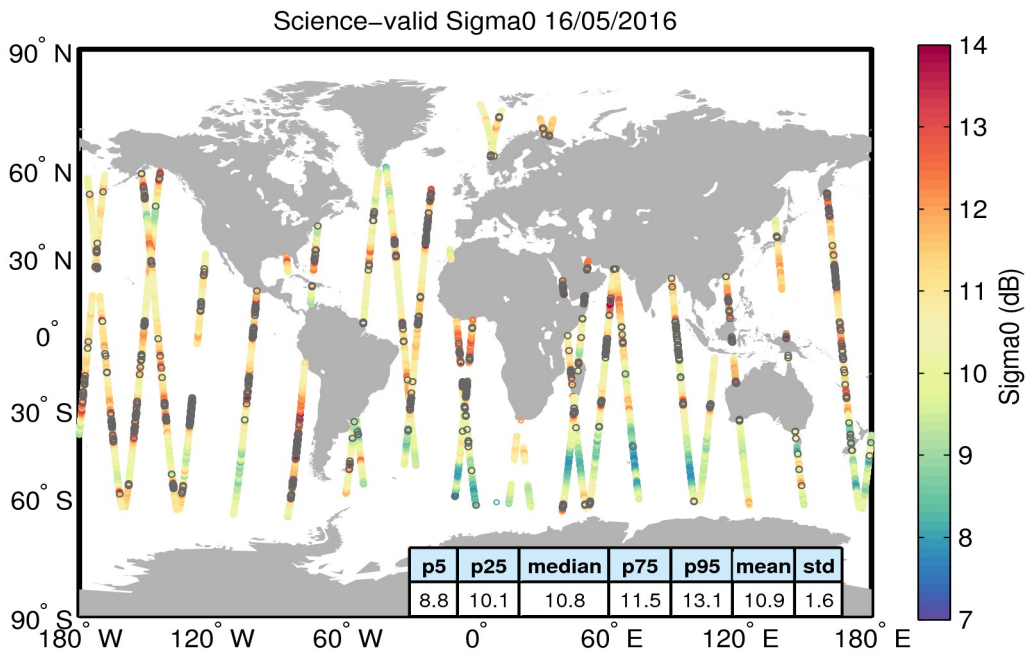 Science−valid Sigma0 16/05/2016
90° N
60° N
30° N
0°
30° S
60° S
90° S
180° W
120° W
60° W
0°
60° E
120° E
180° E
14
13
12
11
10
9
8
7
Sigma0 (dB)
p5 p25 median p75 p95 mean std
8.8 10.1 10.8 11.5 13.1 10.9 1.6